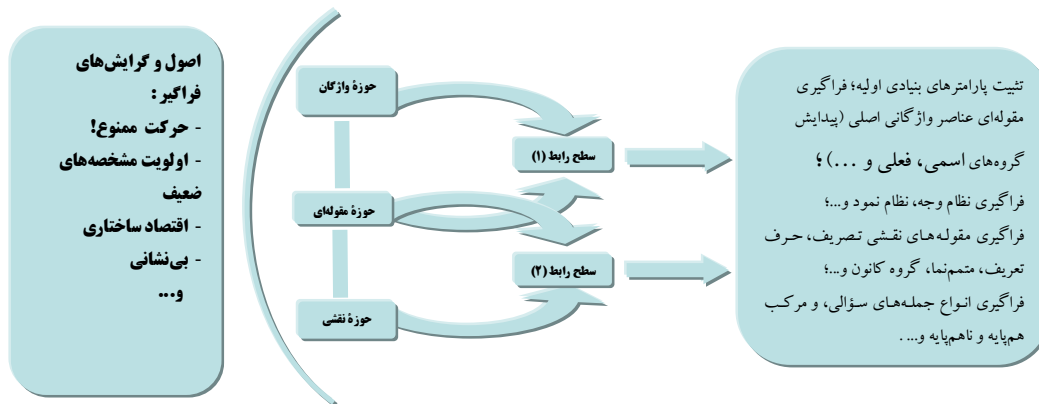 اصول و گرایش‌های
فراگیر:
- حرکت ممنوع!
- اولویت مشخصه‌های
ضعیف
- اقتصاد ساختاری
- بی‌نشانی
و...
حوزۀ واژگان
حوزۀ مقوله‌ای
حوزۀ نقشی
سطح رابط (۱)
سطح رابط (۲)
تثبیت پارامترهای بنیادی اولیه؛ فراگیری
مقوله‌ای عناصر واژگانی اصلی (پیدایش
گروه‌های اسمی، فعلی و ...)؛
فراگیری نظام وجه، نظام نمود و...؛
فراگیری مقوله‌های نقشی تصریف، حرف
تعریف، متمم‌نما، گروه کانون و...؛
فراگیری انواع جمله‌های سؤالی، و مرکب
هم‌پایه و ناهم‌پایه و... .